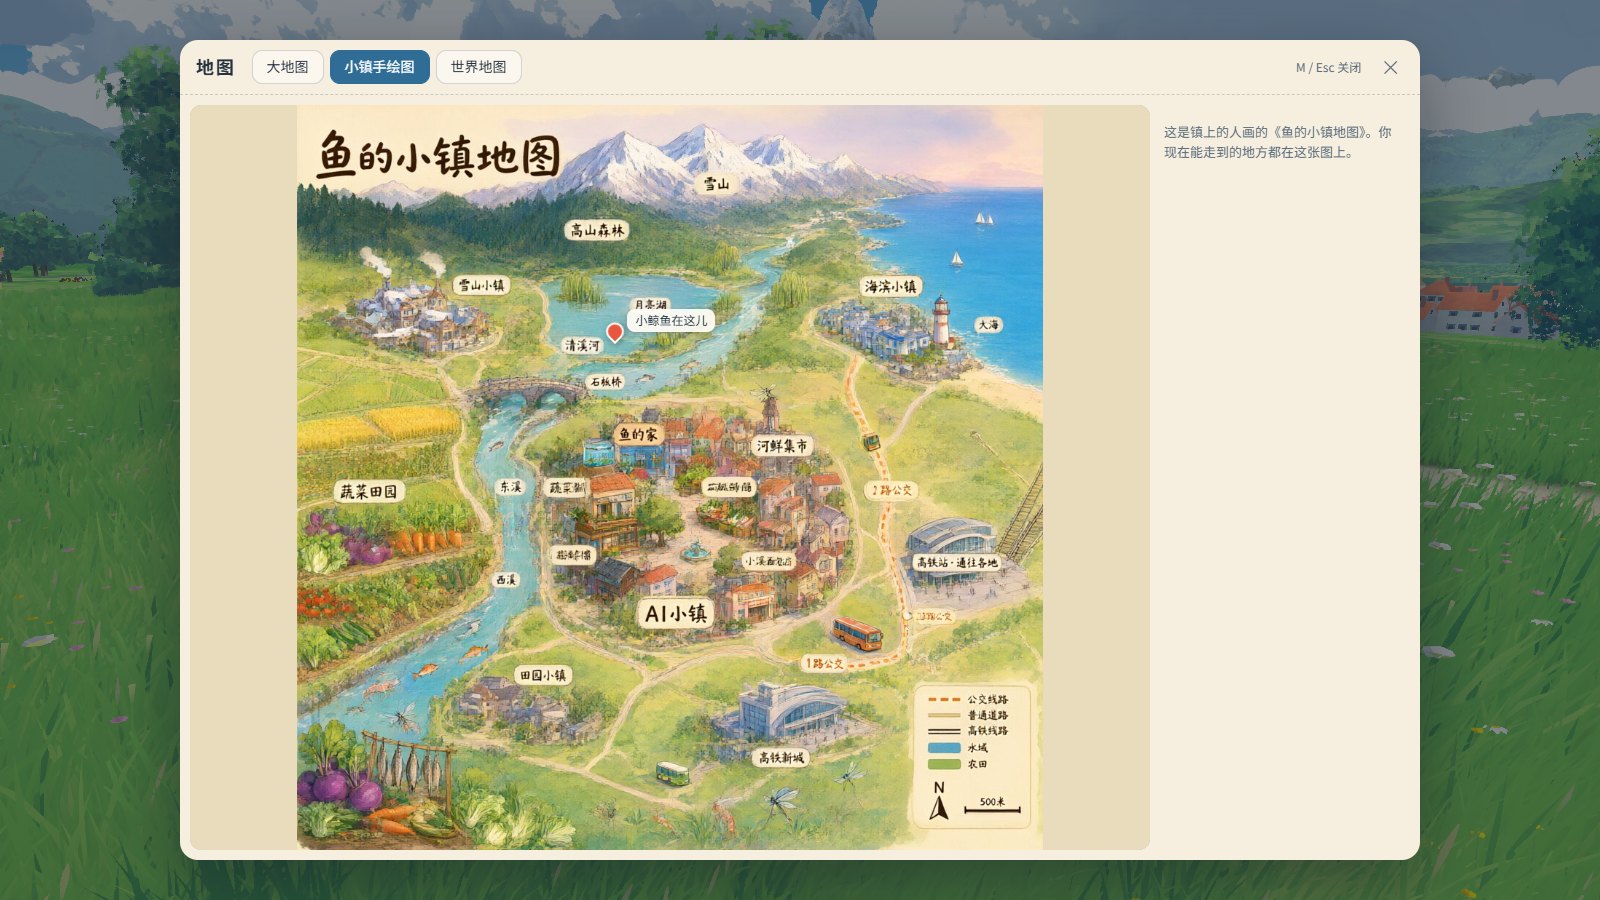 地图
大地图
小镇手绘图
世界地图
M / Esc 关闭
这是镇上的人画的《鱼的小镇地图》。你
现在能走到的地方都在这张图上。
鱼的小镇地图
雪山
高山森林
雪山小镇
海滨小镇
月亮湖
小鲸鱼在这儿
大海
清溪河
石板桥
鱼的家
河鲜集市
蔬菜田园
东溪
2路公交
高铁站·通往各地
西溪
AI小镇
1路公交
田园小镇
高铁新城
公交线路
普通道路
高铁线路
水域
农田
N
500米